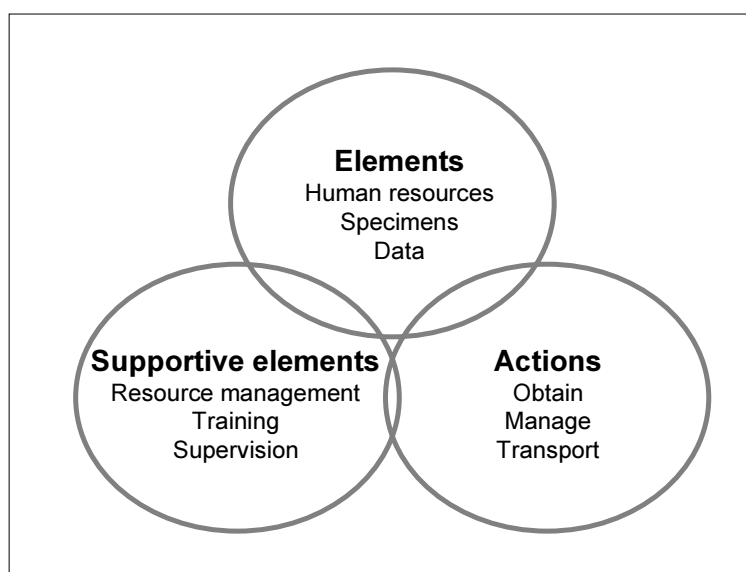 Elements
Human resources
Specimens
Data
Supportive elements
Resource management
Training
Supervision
Actions
Obtain
Manage
Transport